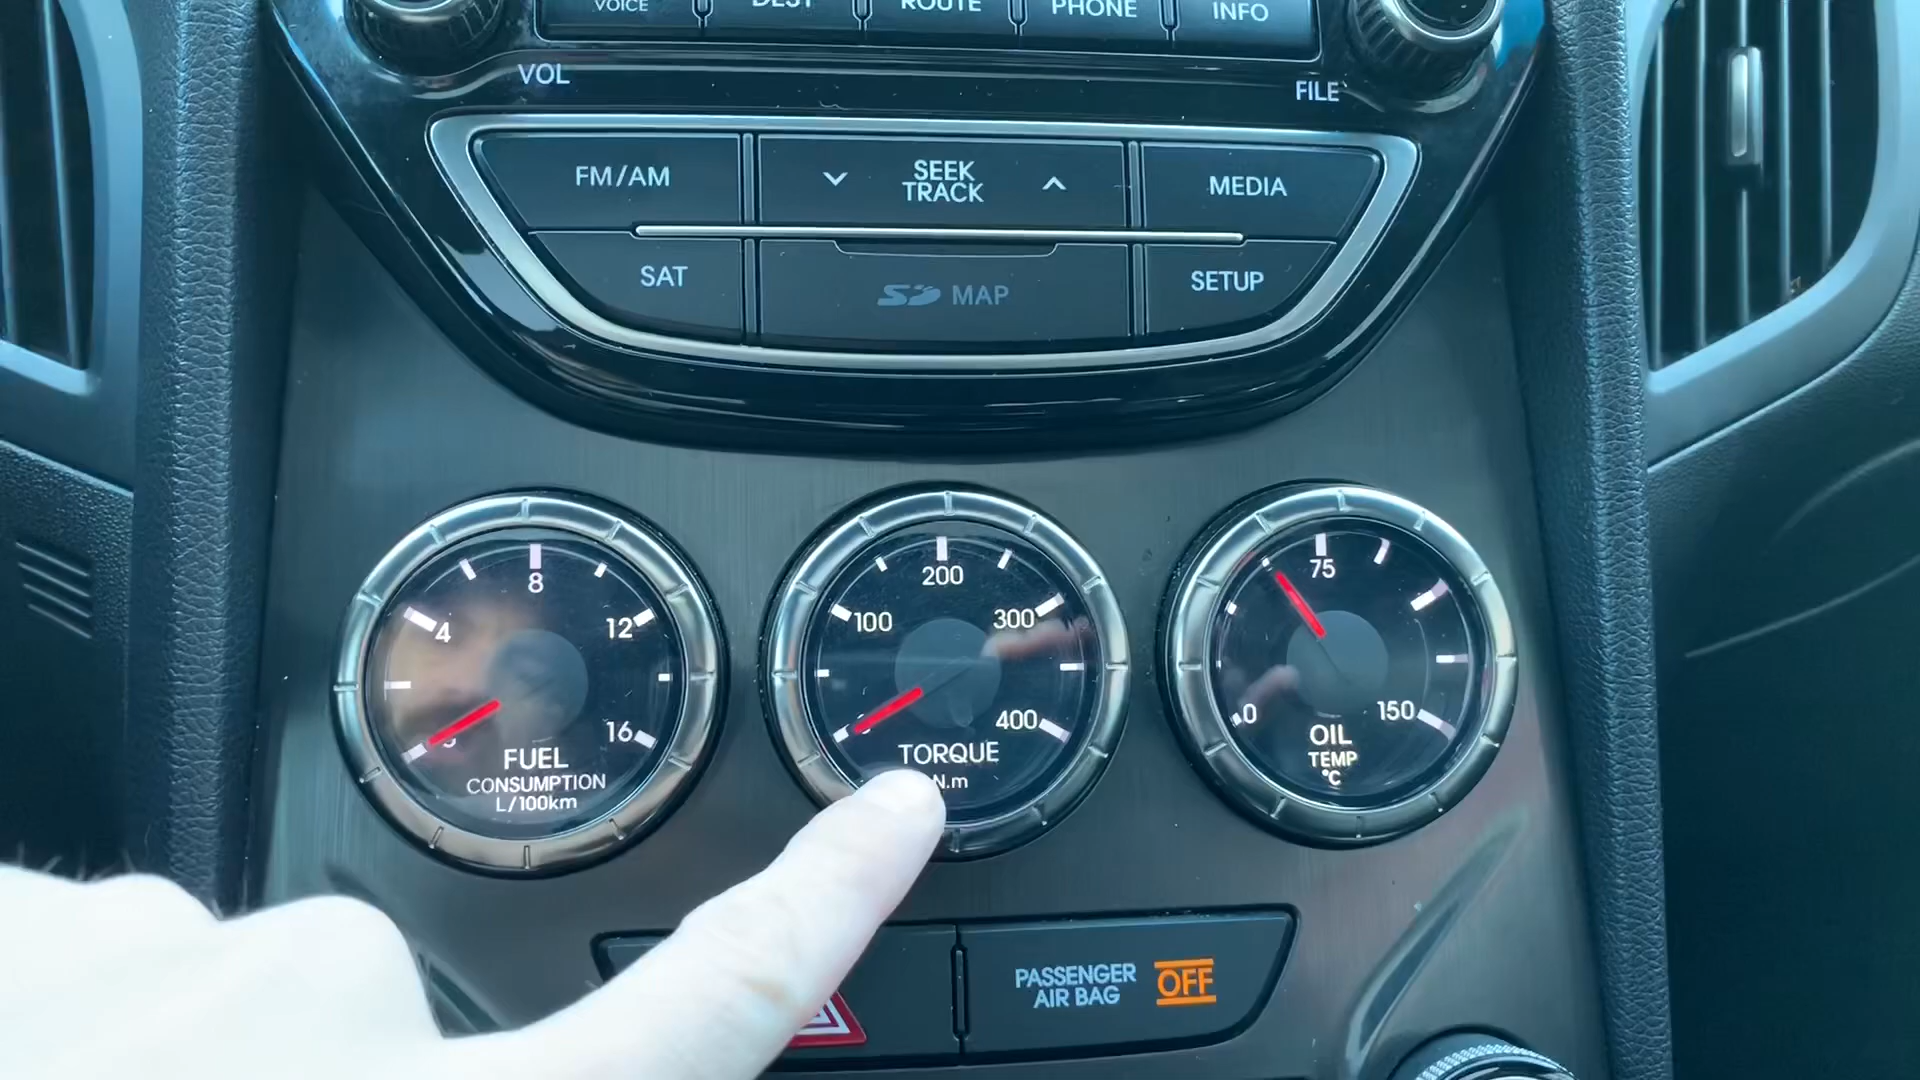 VOICE
DEST
ROUTE
PHONE
INFO
VOL
FILE
FM/AM
SEEK
TRACK
MEDIA
SAT
MAP
SETUP
8
4
12
16
FUEL
CONSUMPTION
L/100km
200
100
300
400
TORQUE
N.m
75
0
150
OIL
TEMP
°C
PASSENGER
AIR BAG
OFF